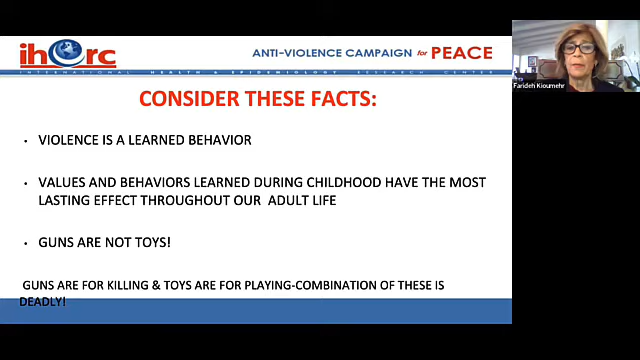 iherc
ANTI-VIOLENCE CAMPAIGN for PEACE
INTERNATIONAL HEALTH & EPIDEMIOLOGY RESEARCH CENTER
CONSIDER THESE FACTS:
• VIOLENCE IS A LEARNED BEHAVIOR
• VALUES AND BEHAVIORS LEARNED DURING CHILDHOOD HAVE THE MOST
LASTING EFFECT THROUGHOUT OUR ADULT LIFE
• GUNS ARE NOT TOYS!
GUNS ARE FOR KILLING & TOYS ARE FOR PLAYING-COMBINATION OF THESE IS
DEADLY!
Farideh Kioumehr